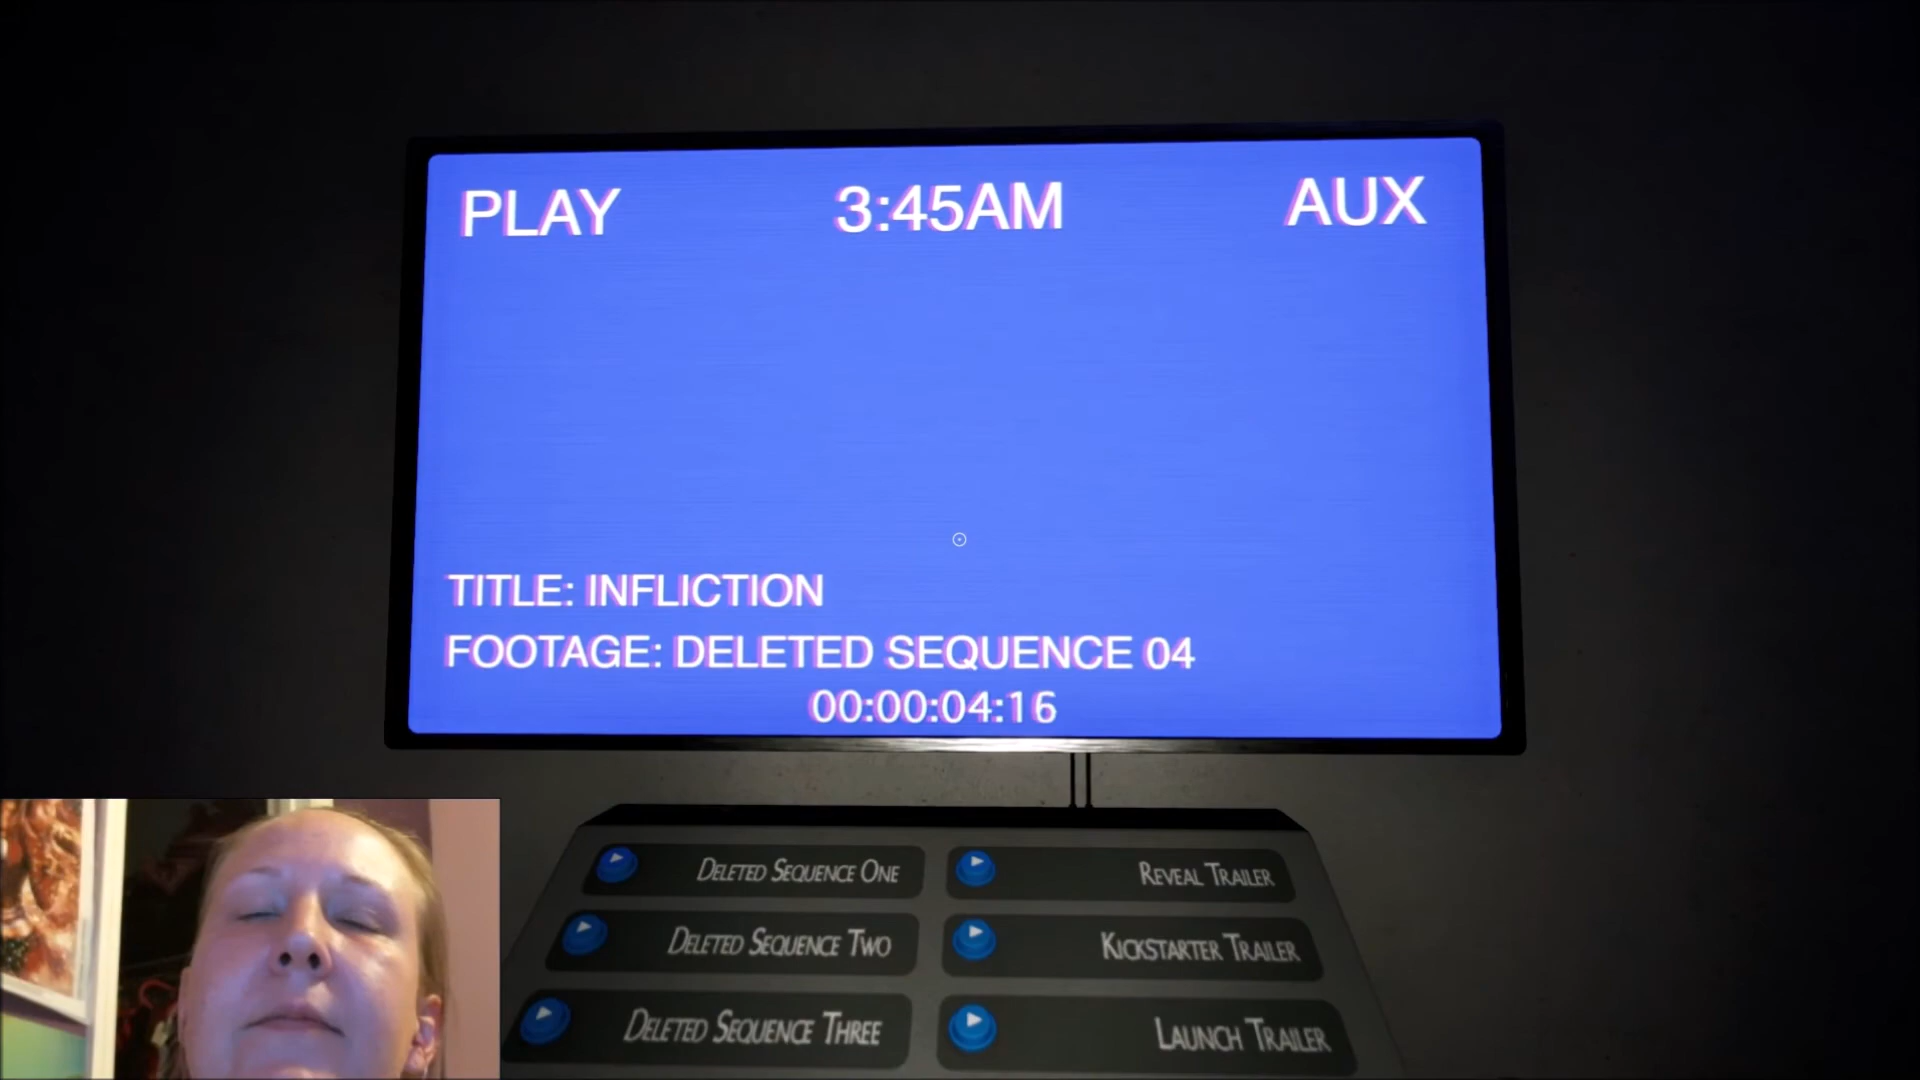 PLAY 3:45AM AUX
TITLE: INFLICTION
FOOTAGE: DELETED SEQUENCE 04
00:00:04:16
DELETED SEQUENCE ONE
REVEAL TRAILER
DELETED SEQUENCE TWO
KICKSTARTER TRAILER
DELETED SEQUENCE THREE
LAUNCH TRAILER